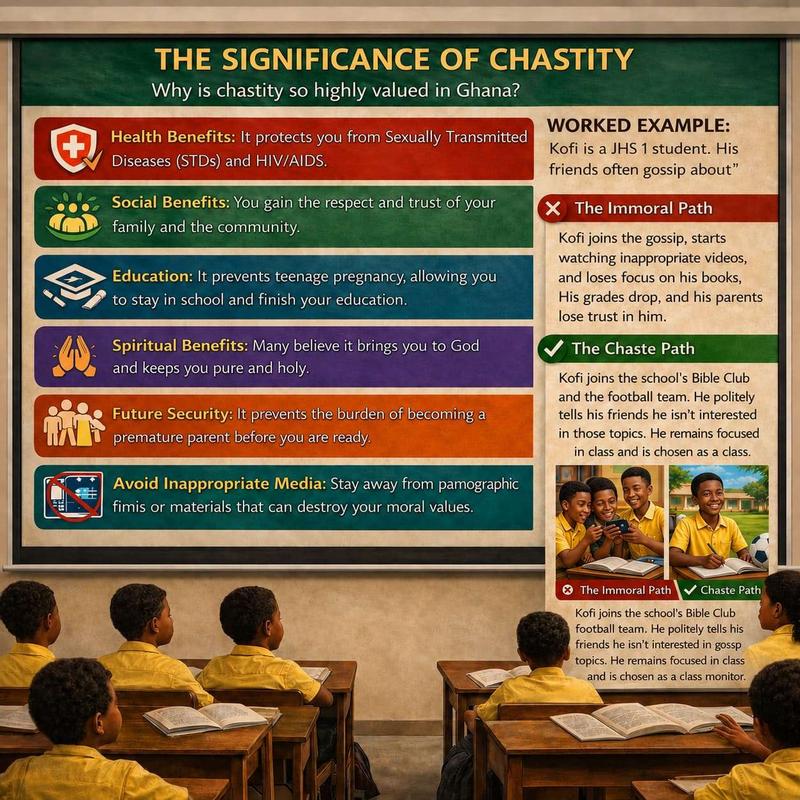 THE SIGNIFICANCE OF CHASTITY
Why is chastity so highly valued in Ghana?
Health Benefits: It protects you from Sexually Transmitted
Diseases (STDs) and HIV/AIDS.
Social Benefits: You gain the respect and trust of your
family and the community.
Education: It prevents teenage pregnancy, allowing you
to stay in school and finish your education.
Spiritual Benefits: Many believe it brings you to God
and keeps you pure and holy.
Future Security: It prevents the burden of becoming a
premature parent before you are ready.
Avoid Inappropriate Media: Stay away from pamographic
fimis or materials that can destroy your moral values.
WORKED EXAMPLE:
Kofi is a JHS 1 student. His
friends often gossip about”
The Immoral Path
Kofi joins the gossip, starts
watching inappropriate videos,
and loses focus on his books,
His grades drop, and his parents
lose trust in him.
The Chaste Path
Kofi joins the school's Bible Club
and the football team. He politely
tells his friends he isn't interested
in those topics. He remains focused
in class and is chosen as a class.
The Immoral Path
Chaste Path
Kofi joins the school's Bible Club
football team. He politely tells his
friends he isn't interested in gossp
topics. He remains focused in class
and is chosen as a class monitor.